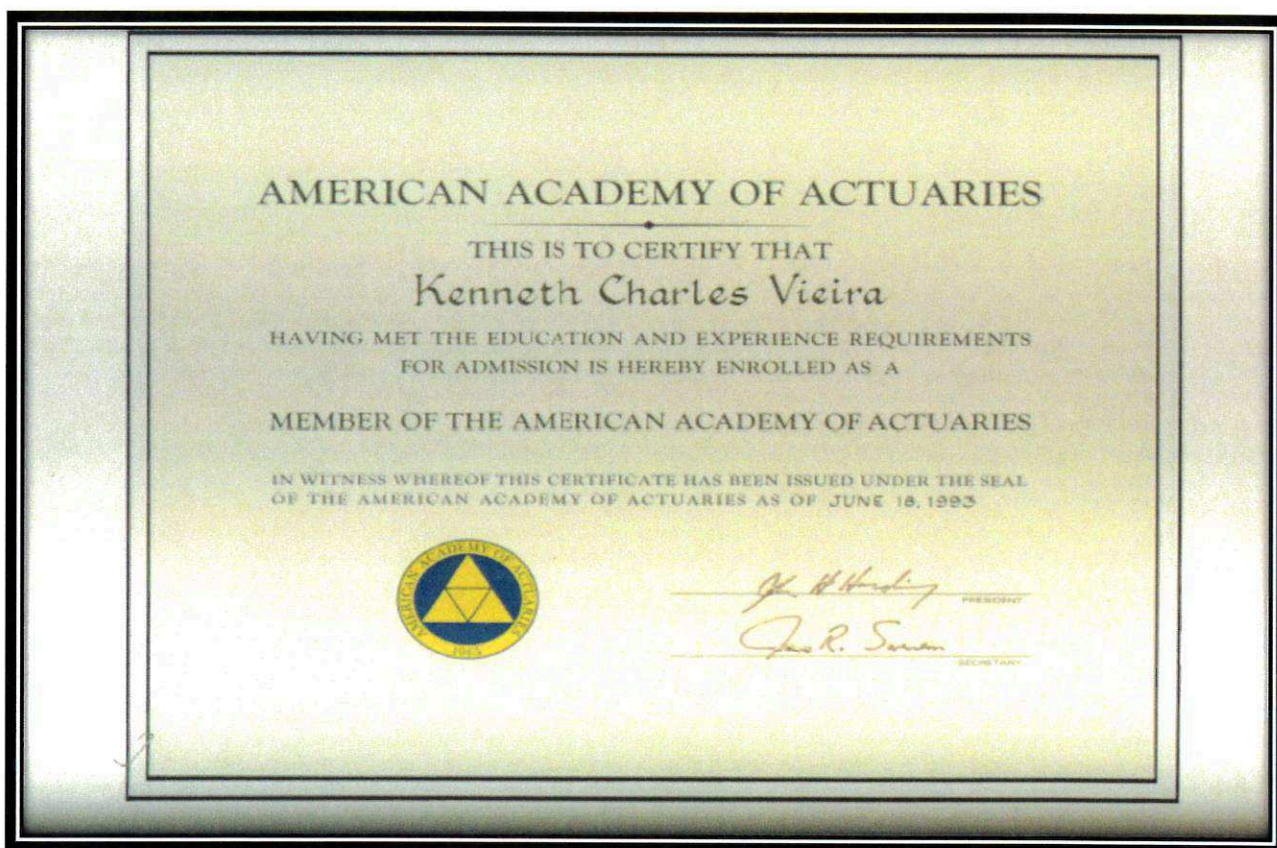 AMERICAN ACADEMY OF ACTUARIES
THIS IS TO CERTIFY THAT
Kenneth Charles Vieira
HAVING MET THE EDUCATION AND EXPERIENCE REQUIREMENTS
FOR ADMISSION IS HEREBY ENROLLED AS A
MEMBER OF THE AMERICAN ACADEMY OF ACTUARIES
IN WITNESS WHEREOF THIS CERTIFICATE HAS BEEN ISSUED UNDER THE SEAL
OF THE AMERICAN ACADEMY OF ACTUARIES AS OF JUNE 18, 1993
AMERICAN ACADEMY OF ACTUARIES
1965
PRESIDENT
SECRETARY